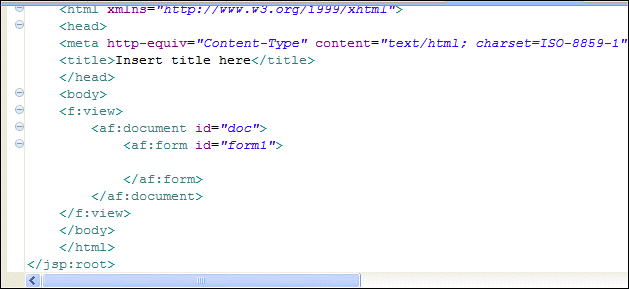 <html xmlns="http://www.w3.org/1999/xhtml">
<head>
<meta http-equiv="Content-Type" content="text/html; charset=ISO-8859-1"
<title>Insert title here</title>
</head>
<body>
<f:view>
<af:document id="doc">
<af:form id="form1">
</af:form>
</af:document>
</f:view>
</body>
</html>
</jsp:root>